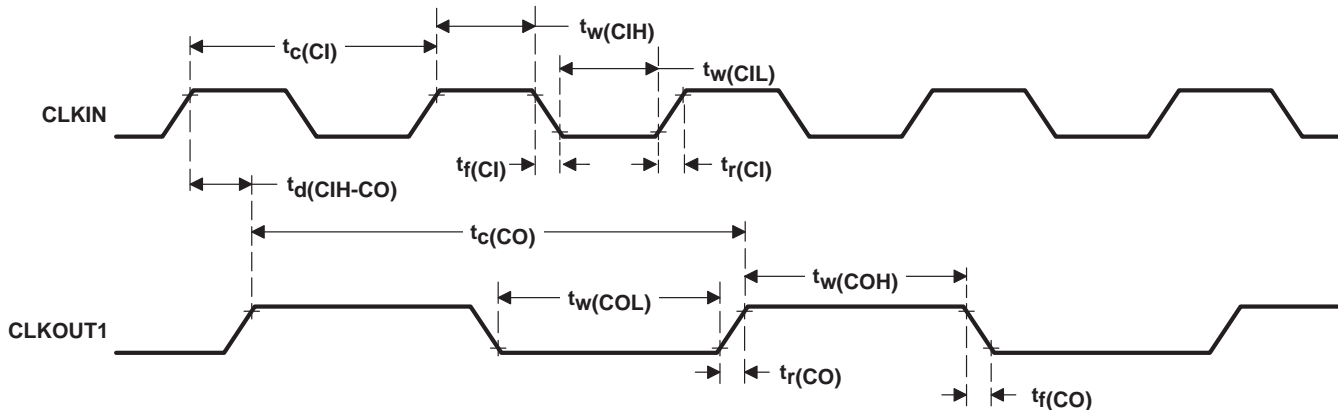 tw(CIH)
tc(CI)
tw(CIL)
CLKIN
tf(CI)
tr(CI)
td(CIH-CO)
tc(CO)
tw(COH)
tw(COL)
CLKOUT1
tr(CO)
tf(CO)